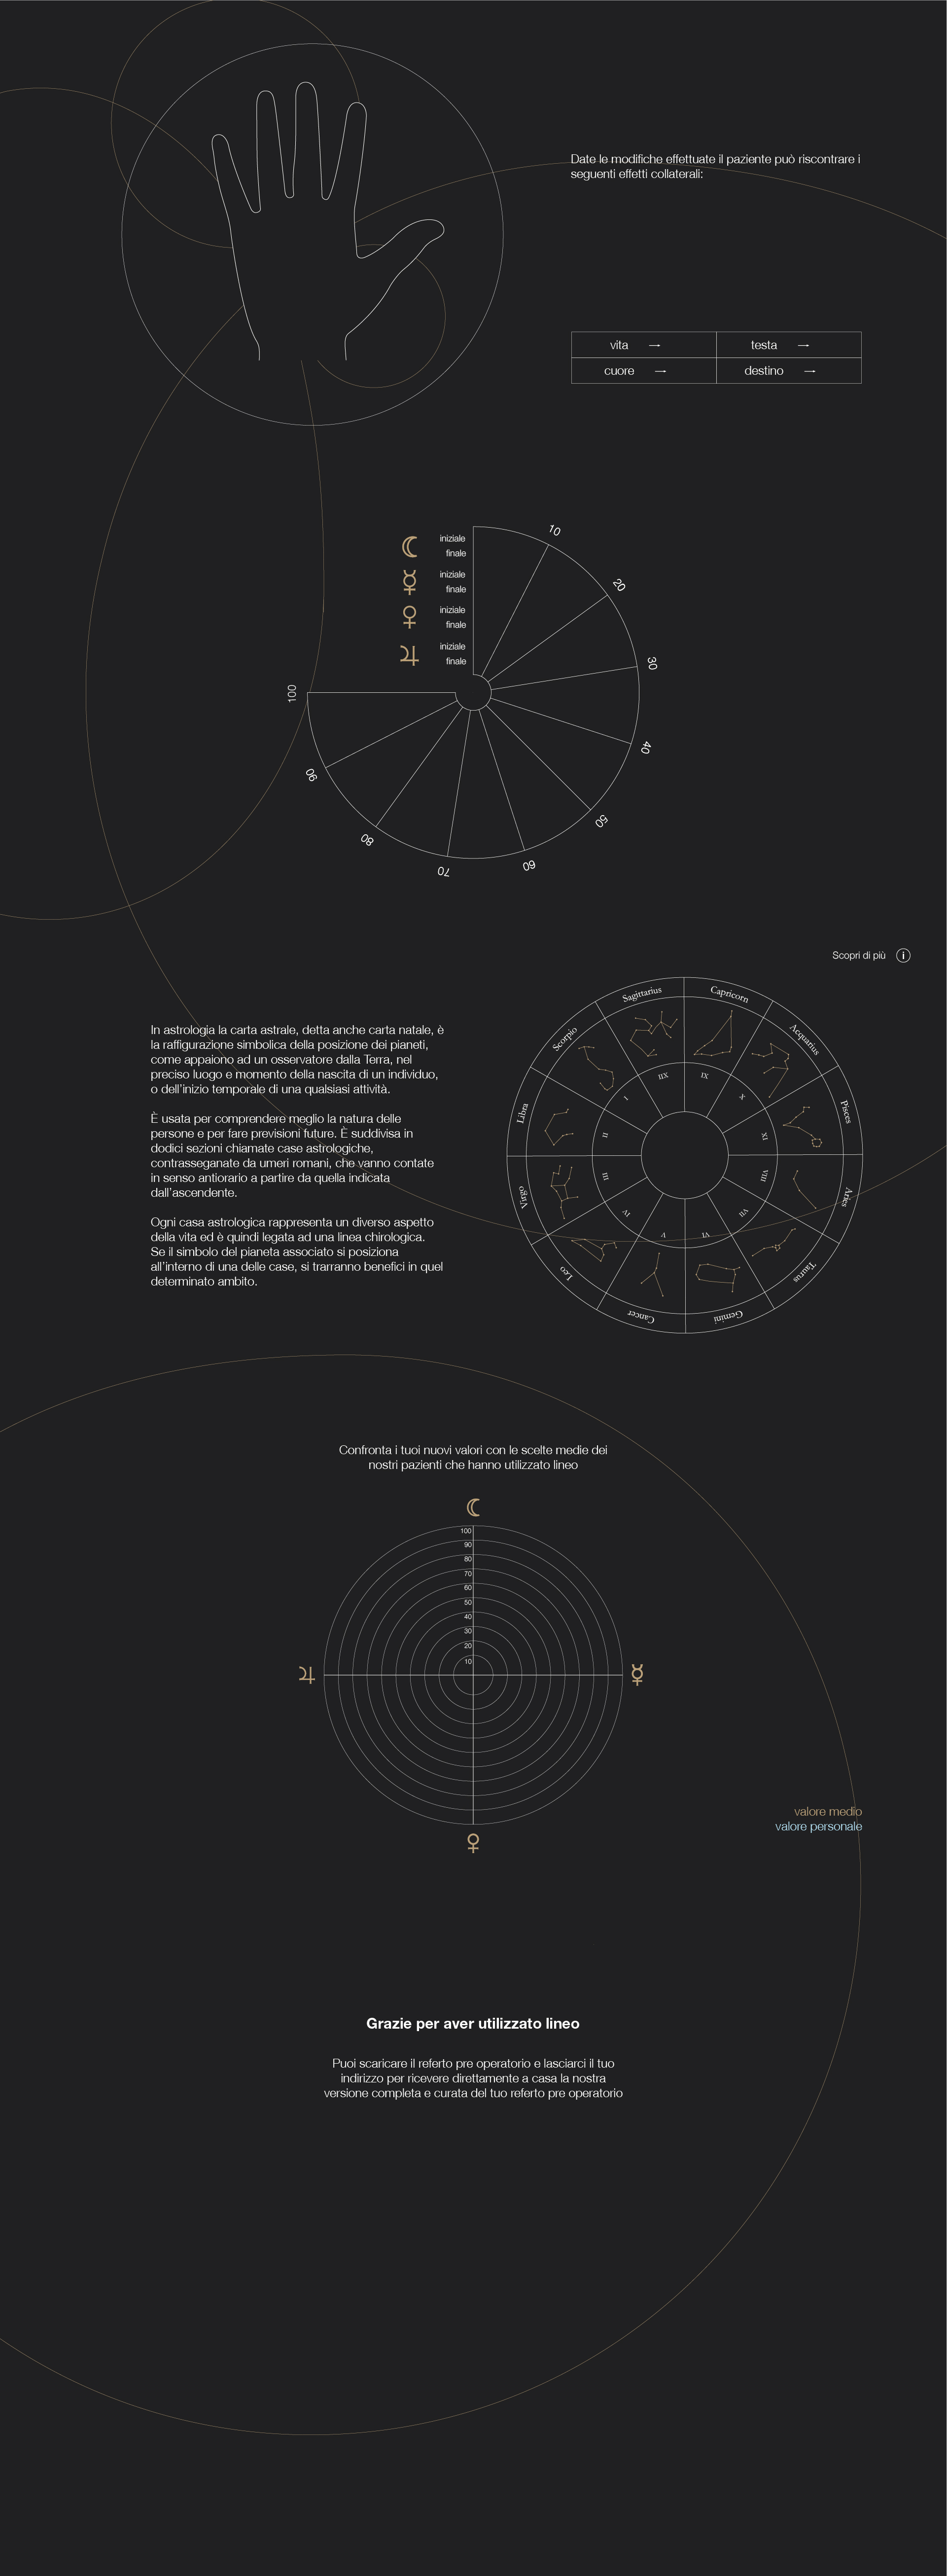 Date le modifiche effettuate il paziente può riscontrare i
seguenti effetti collaterali:
vita → testa →
cuore → destino →
iniziale
finale
iniziale
finale
iniziale
finale
iniziale
finale
10
20
30
40
50
60
70
80
90
100
Scopri di più i
In astrologia la carta astrale, detta anche carta natale, è
la raffigurazione simbolica della posizione dei pianeti,
come appaiono ad un osservatore dalla Terra, nel
preciso luogo e momento della nascita di un individuo,
o dell'inizio temporale di una qualsiasi attività.
È usata per comprendere meglio la natura delle
persone e per fare previsioni future. È suddivisa in
dodici sezioni chiamate case astrologiche,
contrasseganate da umeri romani, che vanno contate
in senso antiorario a partire da quella indicata
dall'ascendente.
Ogni casa astrologica rappresenta un diverso aspetto
della vita ed è quindi legata ad una linea chirologica.
Se il simbolo del pianeta associato si posiziona
all'interno di una delle case, si trarranno benefici in quel
determinato ambito.
Capricorn
Acquarius
Pisces
Aries
Taurus
Gemini
Cancer
Leo
Virgo
Libra
Scorpio
Sagittarius
IX
X
XI
VIII
VII
VI
V
IV
III
II
I
XII
Confronta i tuoi nuovi valori con le scelte medie dei
nostri pazienti che hanno utilizzato lineo
100
90
80
70
60
50
40
30
20
10
valore medio
valore personale
Grazie per aver utilizzato lineo
Puoi scaricare il referto pre operatorio e lasciarci il tuo
indirizzo per ricevere direttamente a casa la nostra
versione completa e curata del tuo referto pre operatorio